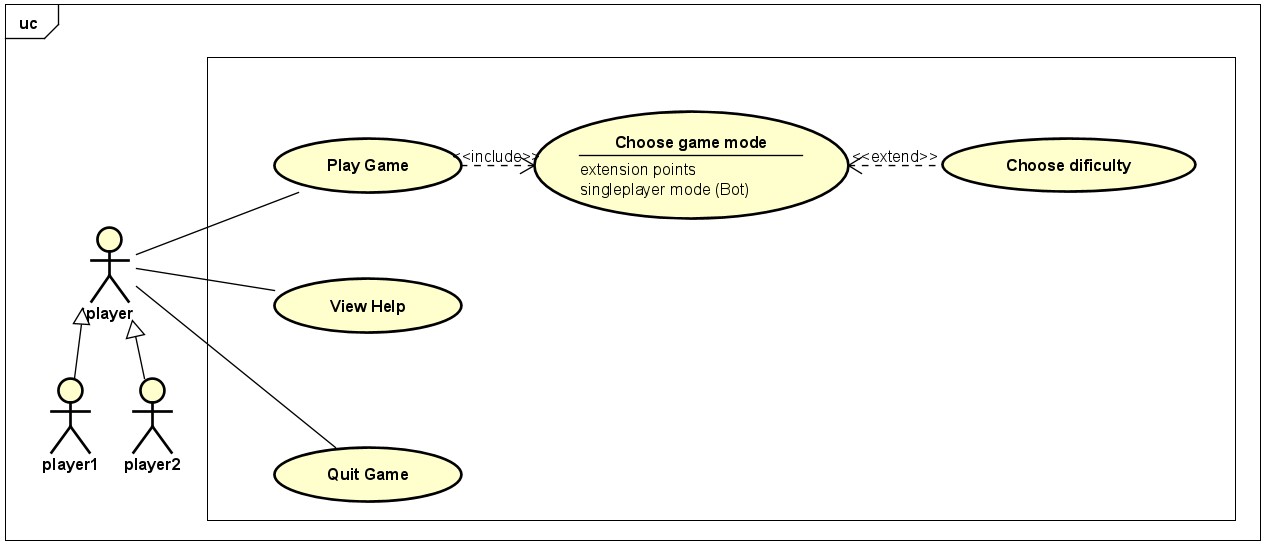 uc
Play Game
<<include>>
Choose game mode
extension points
singleplayer mode (Bot)
<<extend>>
Choose dificulty
player
View Help
player1
player2
Quit Game